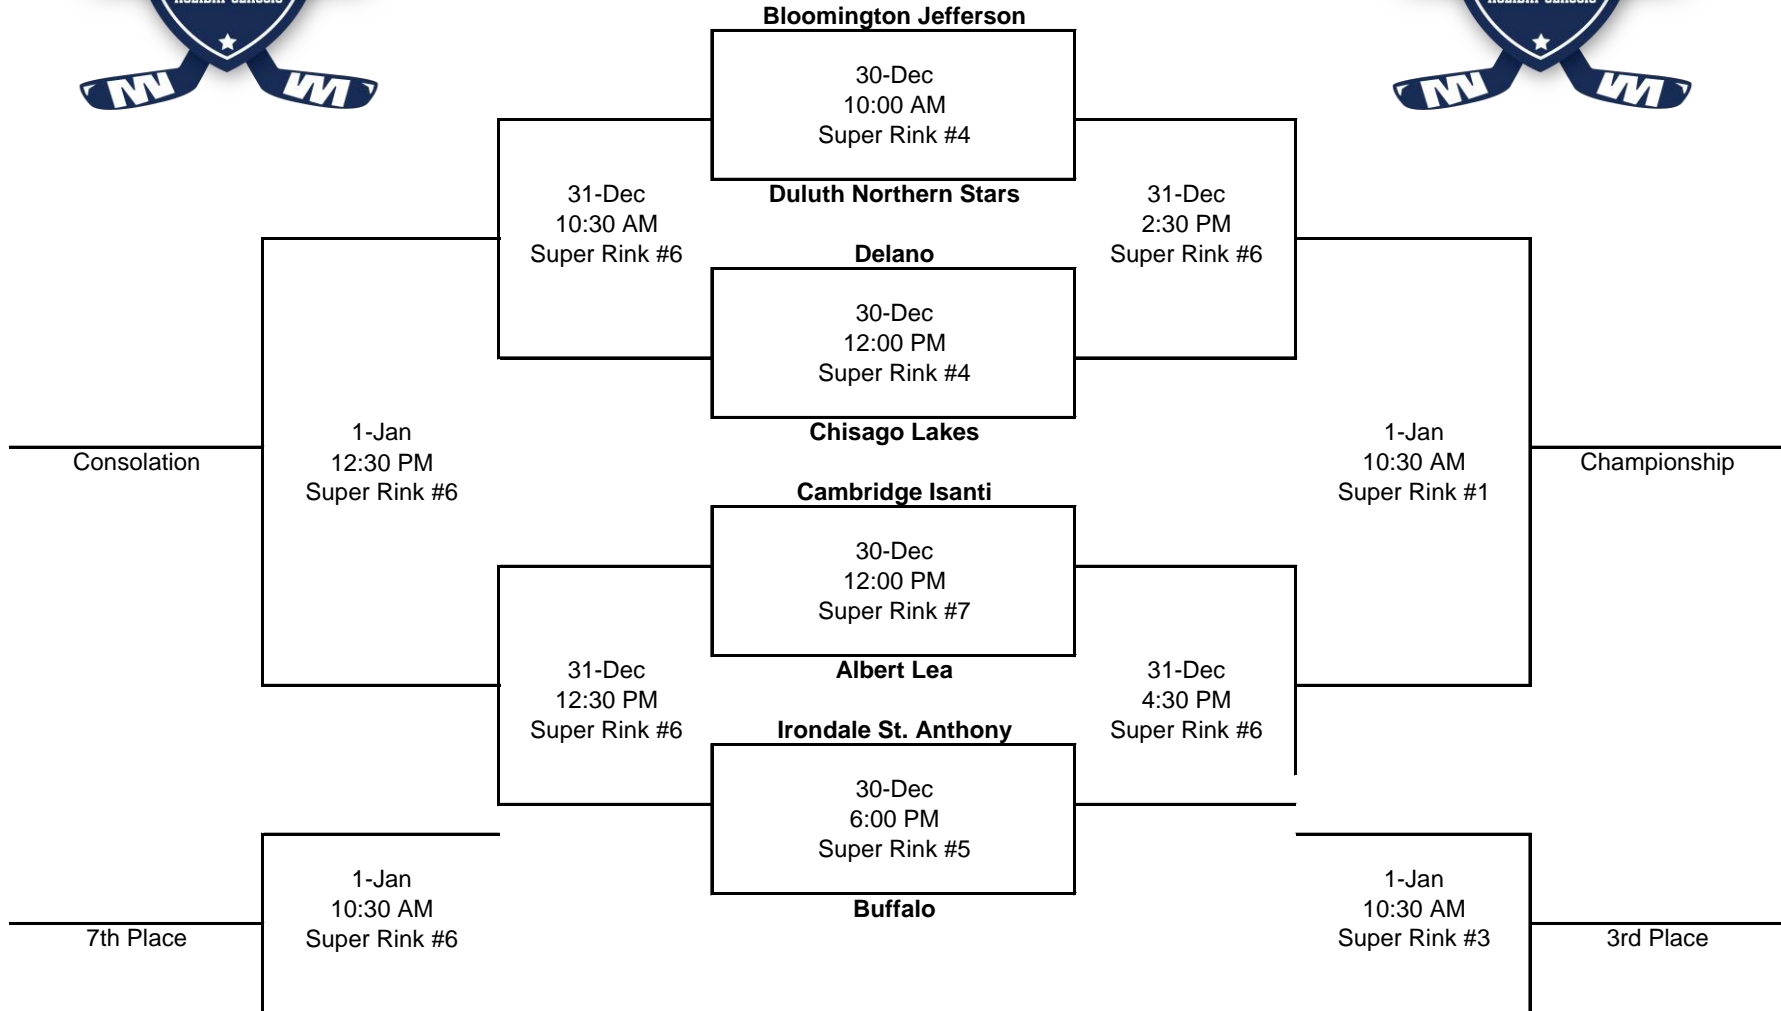 HOLIDAY CLASSIC
HOLIDAY CLASSIC
Bloomington Jefferson
30-Dec
10:00 AM
Super Rink #4
Duluth Northern Stars
31-Dec
10:30 AM
Super Rink #6
31-Dec
2:30 PM
Super Rink #6
Delano
30-Dec
12:00 PM
Super Rink #4
Chisago Lakes
Consolation
1-Jan
12:30 PM
Super Rink #6
1-Jan
10:30 AM
Super Rink #1
Championship
Cambridge Isanti
30-Dec
12:00 PM
Super Rink #7
Albert Lea
31-Dec
12:30 PM
Super Rink #6
31-Dec
4:30 PM
Super Rink #6
Irondale St. Anthony
30-Dec
6:00 PM
Super Rink #5
Buffalo
7th Place
1-Jan
10:30 AM
Super Rink #6
1-Jan
10:30 AM
Super Rink #3
3rd Place